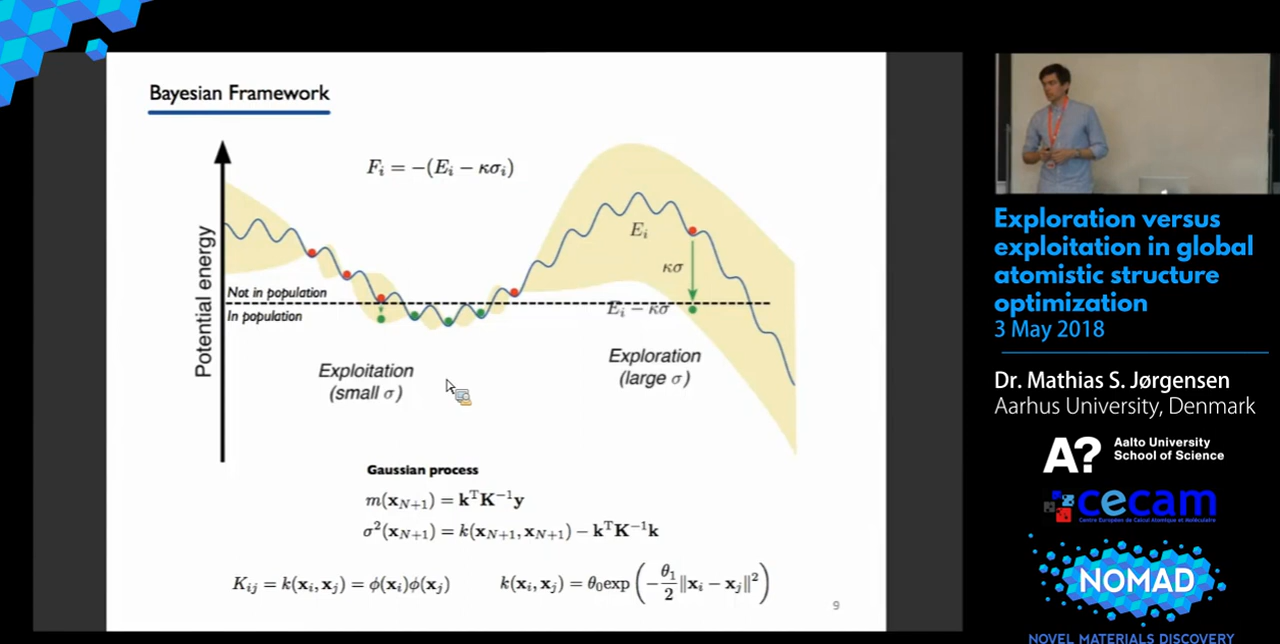 Bayesian Framework
F_i = −(E_i − κσ_i)
Potential energy
Not in population
In population
E_i
κσ
E_i − κσ
Exploitation
(small σ)
Exploration
(large σ)
Gaussian process
m(x_{N+1}) = k^T K^{−1} y
σ²(x_{N+1}) = k(x_{N+1}, x_{N+1}) − k^T K^{−1} k
K_{ij} = k(x_i, x_j) = ϕ(x_i)ϕ(x_j)
k(x_i, x_j) = θ_0 exp(−θ_1/2 ‖x_i − x_j‖²)
9
Exploration versus
exploitation in global
atomistic structure
optimization
3 May 2018
Dr. Mathias S. Jørgensen
Aarhus University, Denmark
A?
Aalto University
School of Science
cecam
Centre Européen de Calcul Atomique et Moléculaire
NOMAD
NOVEL MATERIALS DISCOVERY